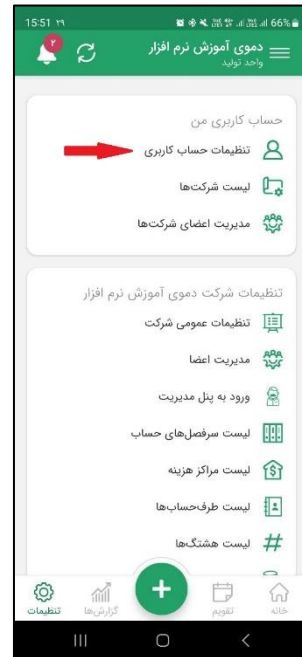 15:51 ۲۹
66%
دموی آموزش نرم افزار
واحد تولید
۲
حساب کاربری من
تنظیمات حساب کاربری
لیست شرکت‌ها
مدیریت اعضای شرکت‌ها
تنظیمات شرکت دموی آموزش نرم افزار
تنظیمات عمومی شرکت
مدیریت اعضا
ورود به پنل مدیریت
لیست سرفصل‌های حساب
لیست مراکز هزینه
لیست طرف‌حساب‌ها
لیست هشتگ‌ها
خانه
تقویم
گزارش‌ها
تنظیمات